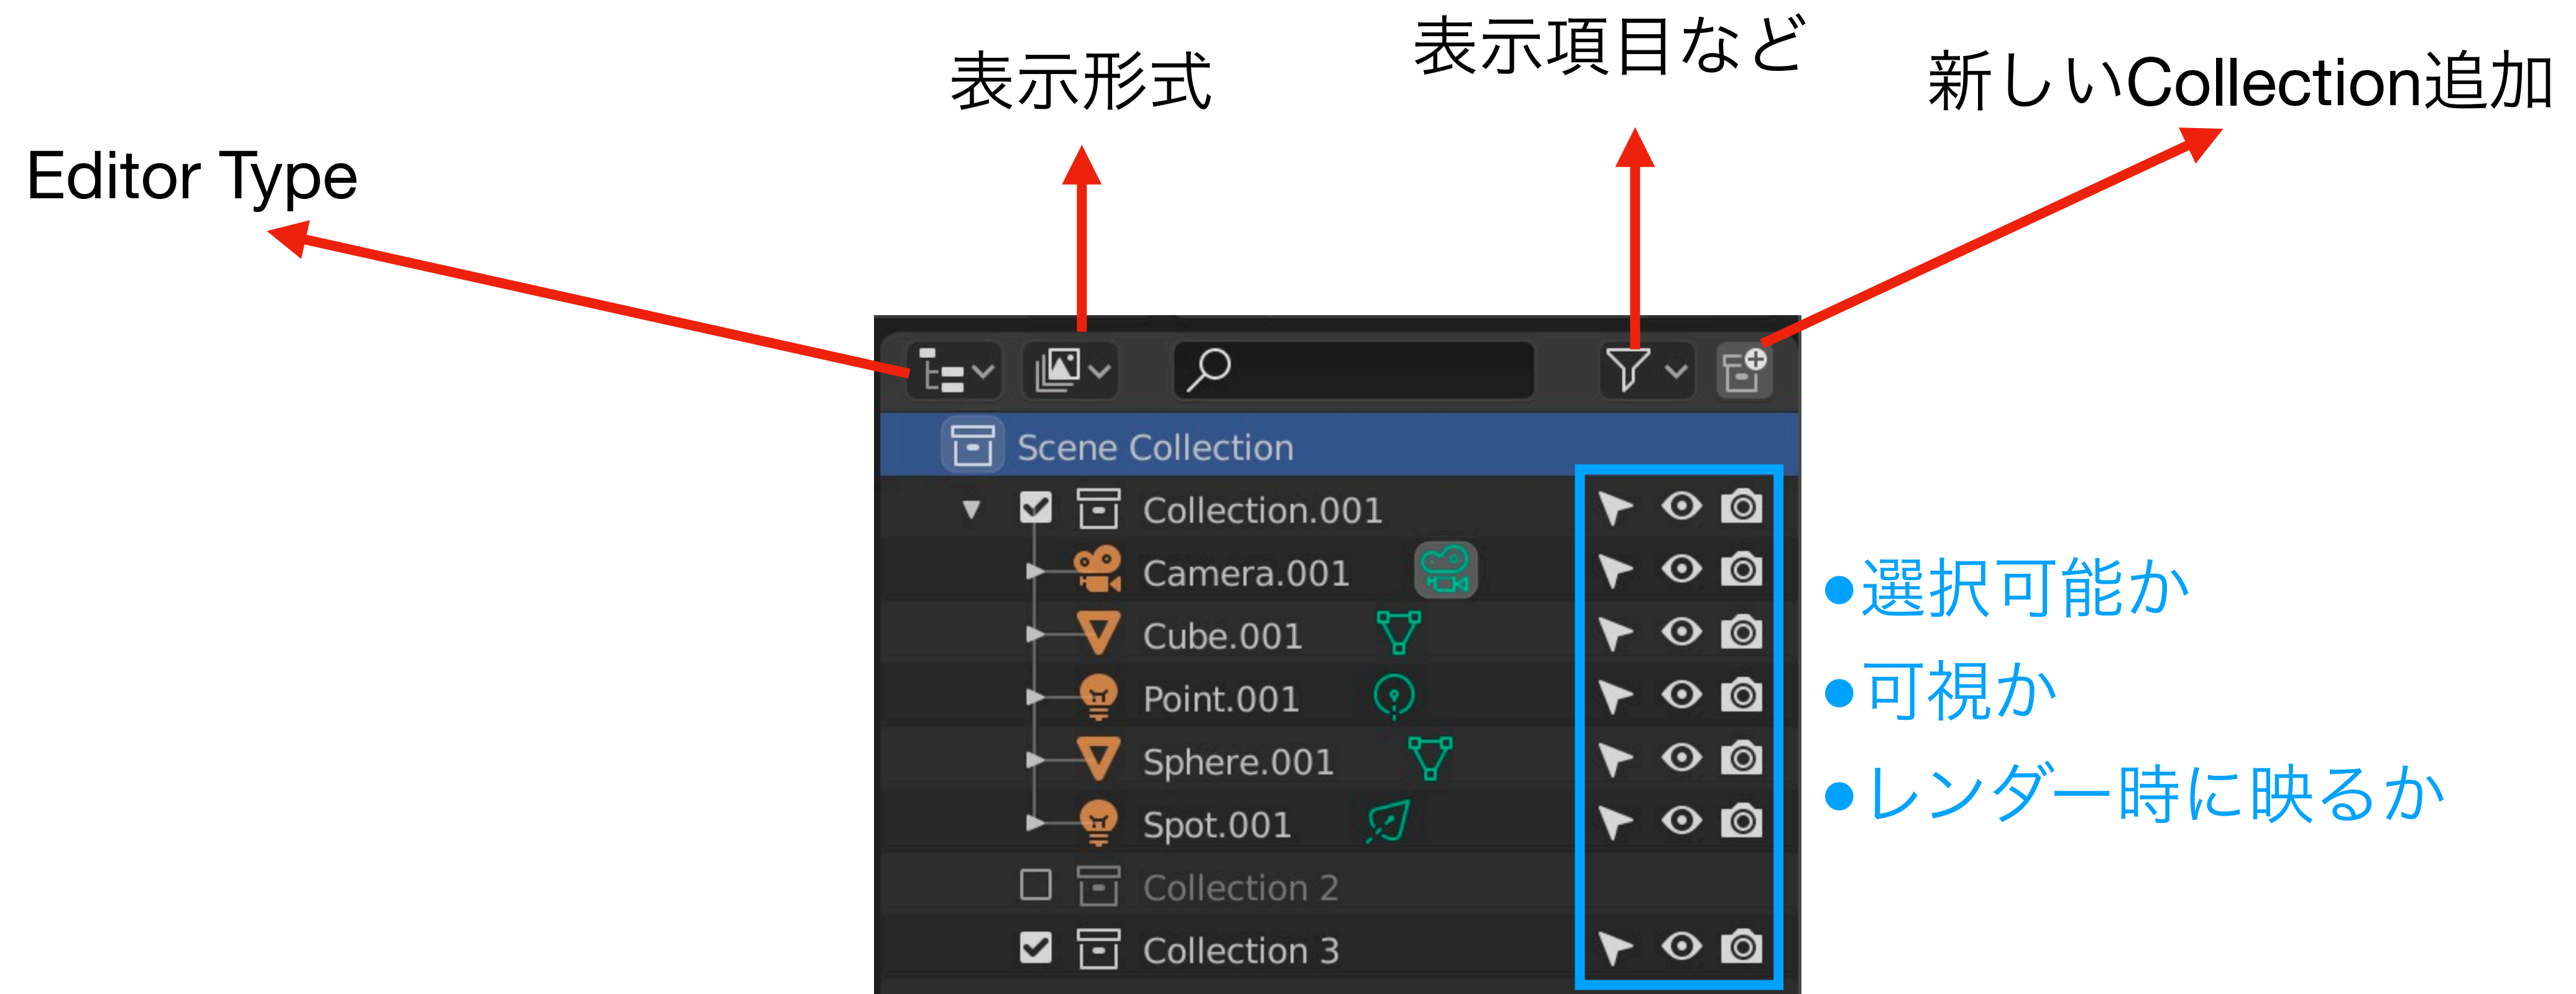 表示項目など
表示形式
新しいCollection追加
Editor Type
Scene Collection
Collection.001
Camera.001
Cube.001
Point.001
Sphere.001
Spot.001
Collection 2
Collection 3
●選択可能か
●可視か
●レンダー時に映るか